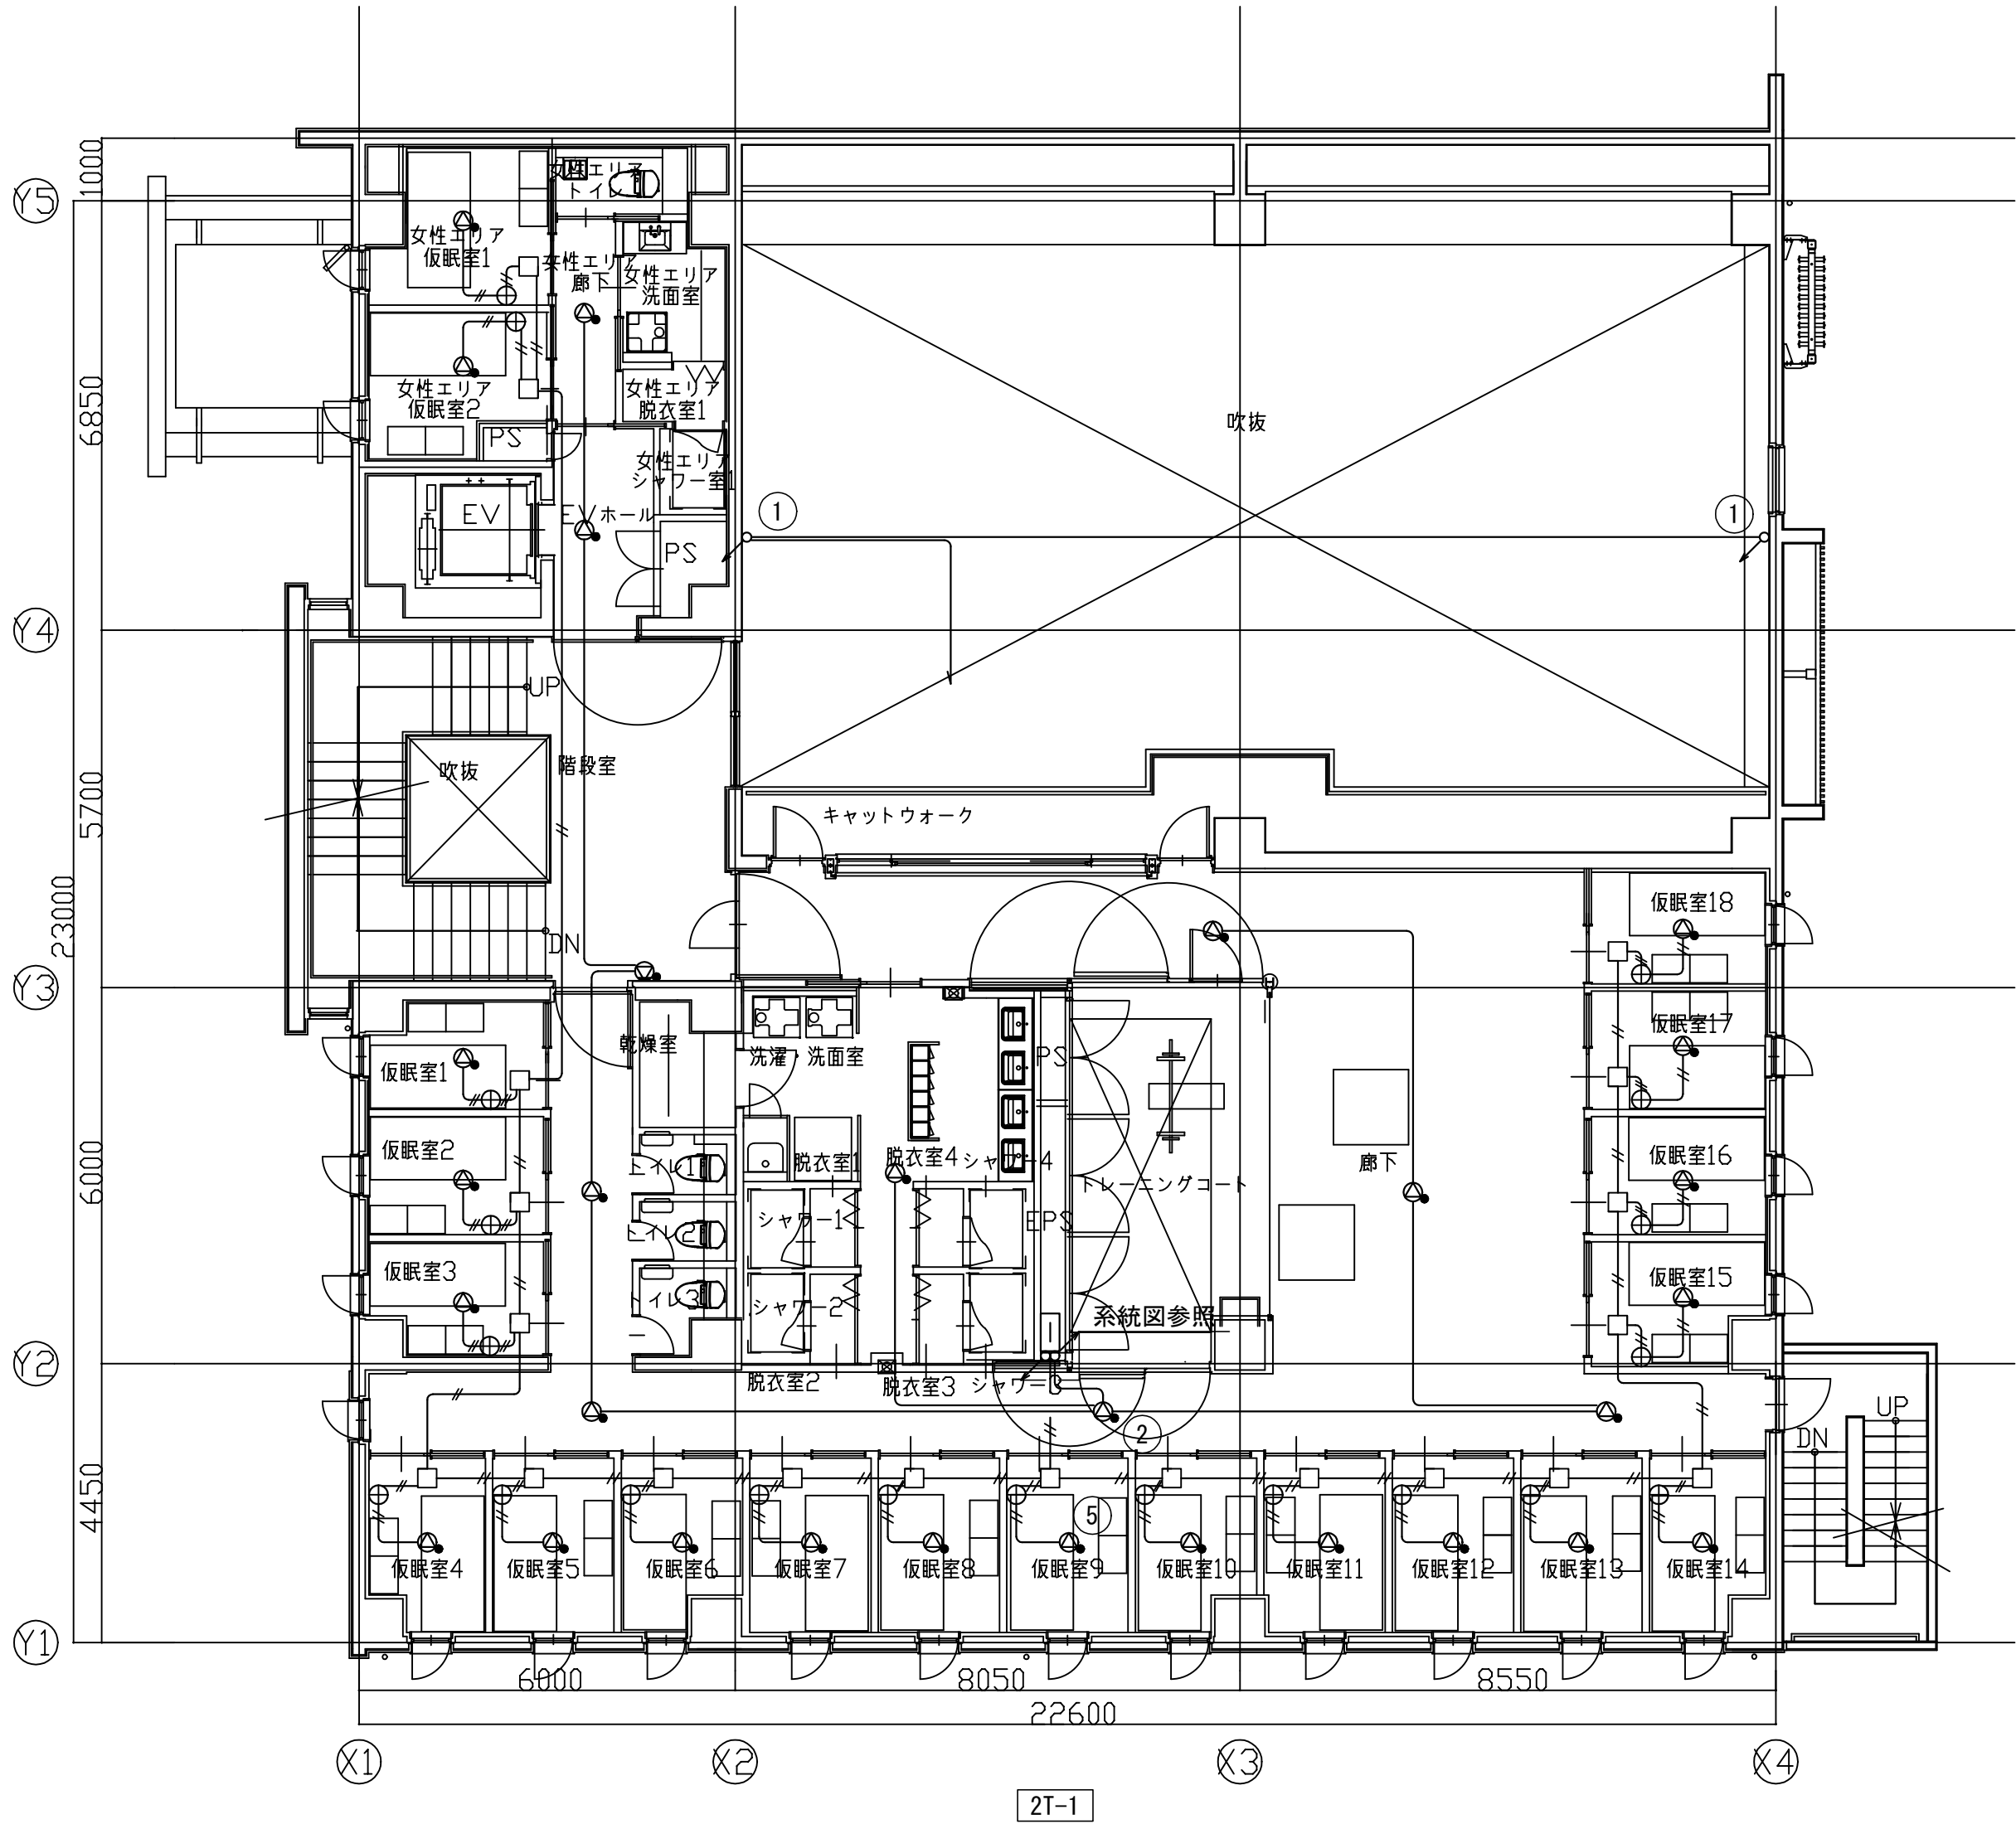 1000
Y5
女性エリア
トイレ
女性エリア
仮眠室1
女性エリア
廊下
女性エリア
洗面室
6850
女性エリア
仮眠室2
女性エリア
脱衣室1
吹抜
PS
女性エリア
シャワー室1
EV
EVホール
PS
1
1
Y4
UP
吹抜
階段室
5700
キャットウォーク
23000
DN
仮眠室18
Y3
仮眠室17
乾燥室
洗濯・洗面室
PS
仮眠室1
仮眠室2
6000
トイレ1
脱衣室1
脱衣室4
シャワー4
廊下
仮眠室16
トレーニングコート
シャワー1
EPS
トイレ2
仮眠室3
仮眠室15
トイレ3
シャワー2
系統図参照
Y2
脱衣室2
脱衣室3
シャワー3
2
UP
DN
4450
5
仮眠室4
仮眠室5
仮眠室6
仮眠室7
仮眠室8
仮眠室9
仮眠室10
仮眠室11
仮眠室12
仮眠室13
仮眠室14
Y1
6000
8050
8550
22600
X1
X2
X3
X4
2T-1